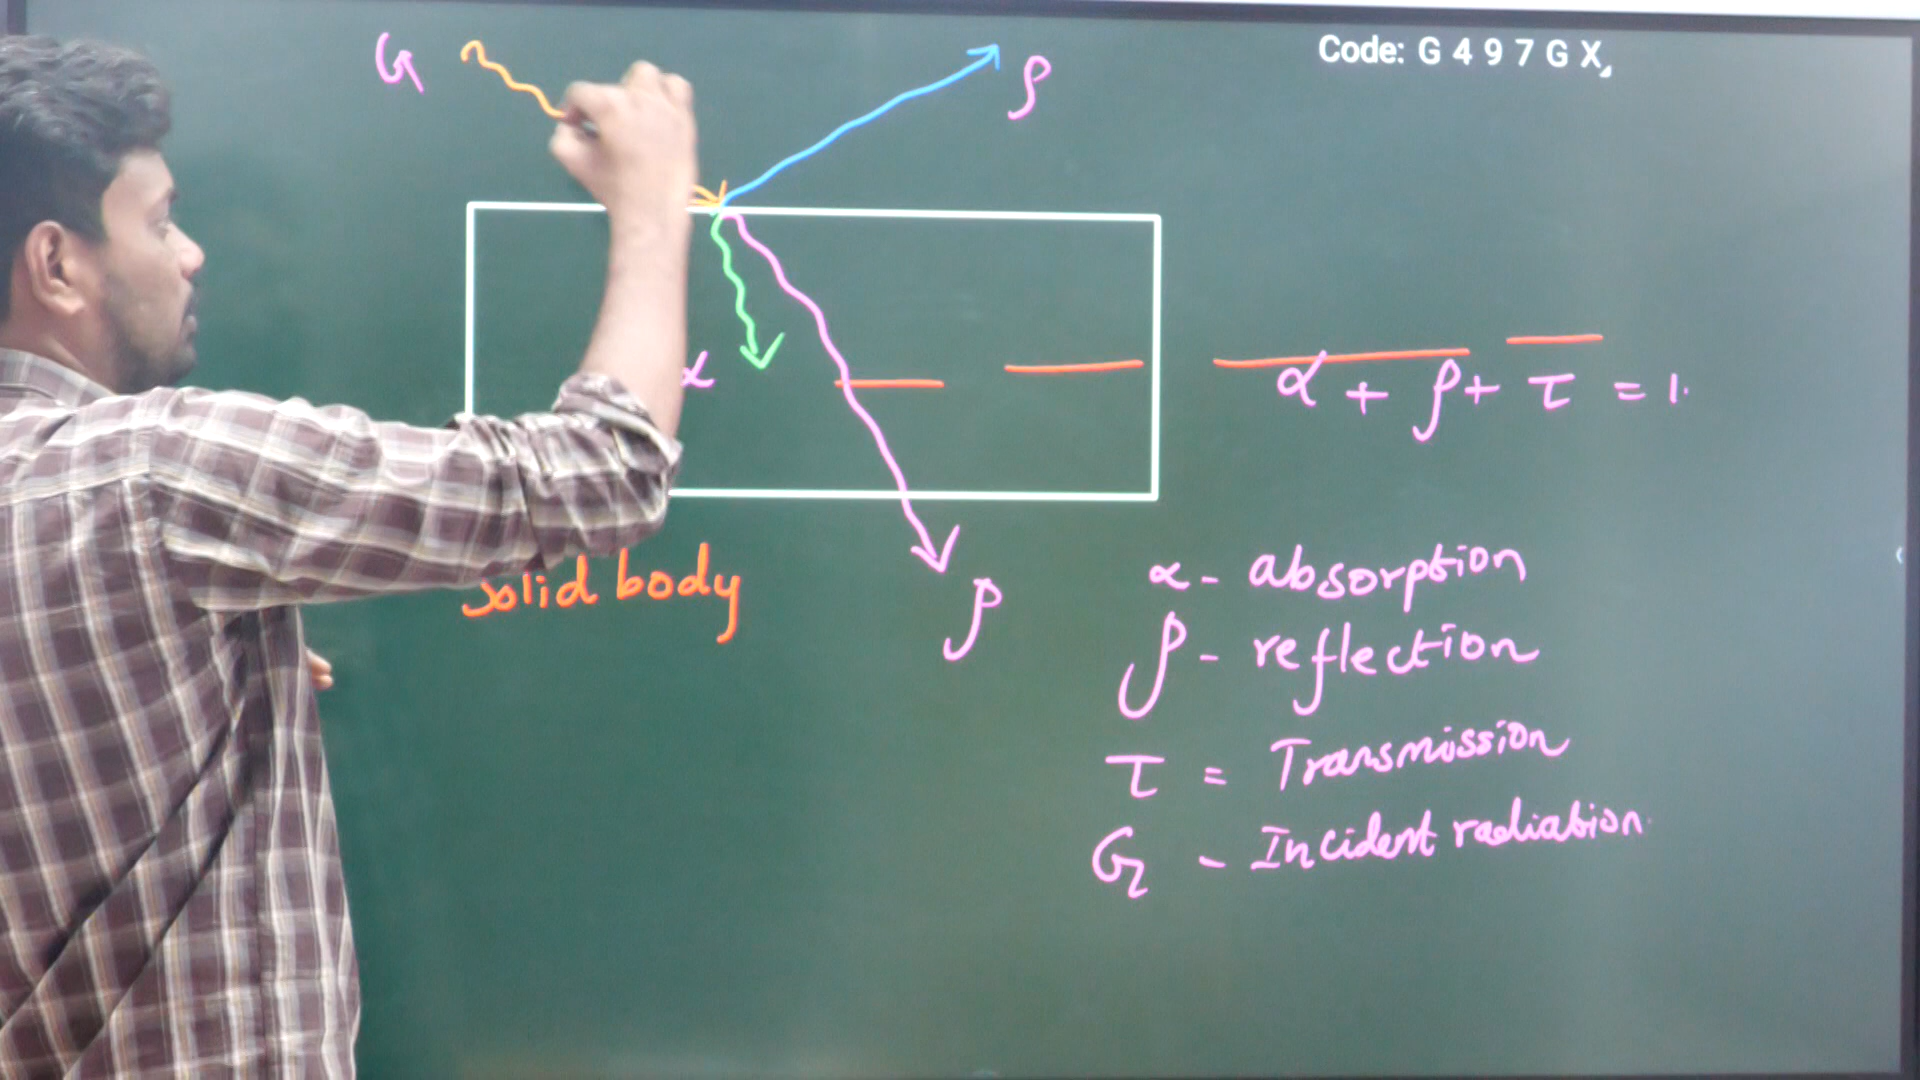 Code: G 4 9 7 G X
G
ρ
α
α + ρ + τ = 1.
Solid body
ρ
α - absorption
ρ - reflection
τ = Transmission
G - Incident radiation.